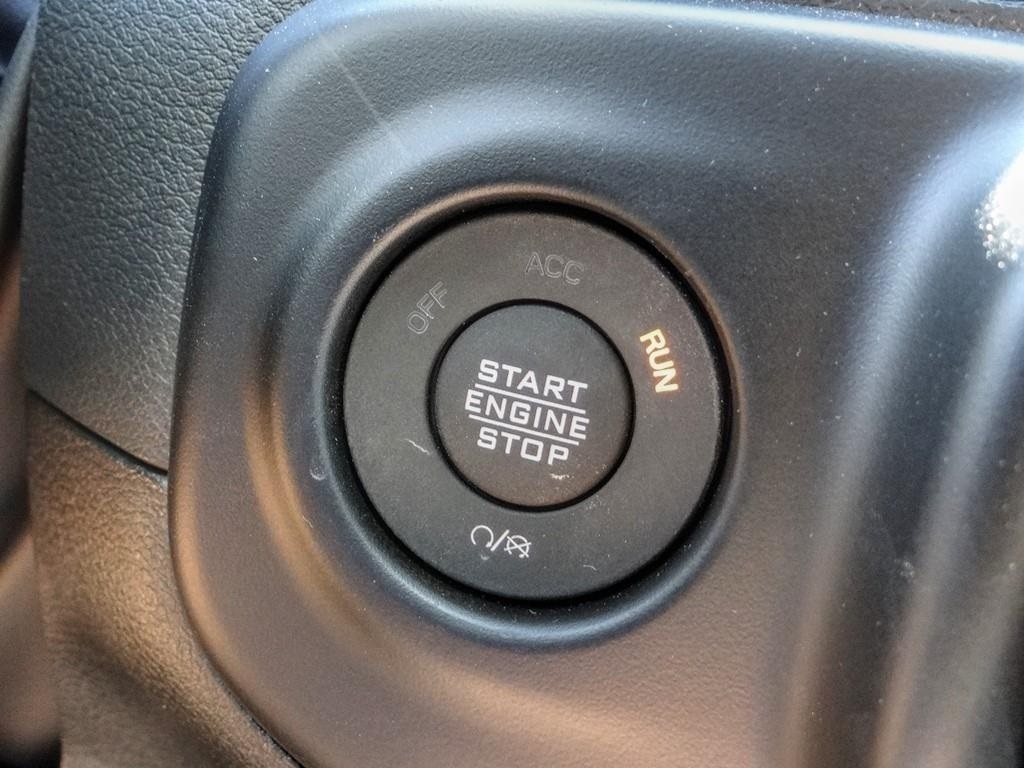 OFF
ACC
RUN
START
ENGINE
STOP